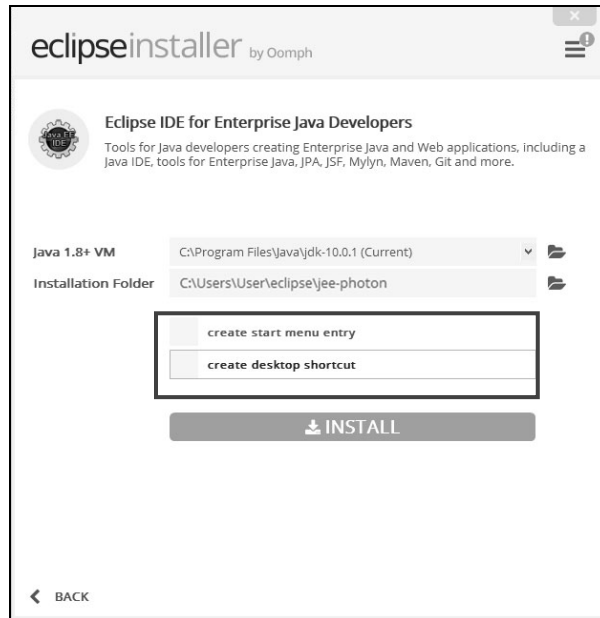 eclipseinstaller by Oomph
Eclipse IDE for Enterprise Java Developers
Java EE
IDE
Tools for Java developers creating Enterprise Java and Web applications, including a
Java IDE, tools for Enterprise Java, JPA, JSF, Mylyn, Maven, Git and more.
Java 1.8+ VM C:\Program Files\Java\jdk-10.0.1 (Current)
Installation Folder C:\Users\User\eclipse\jee-photon
create start menu entry
create desktop shortcut
INSTALL
BACK